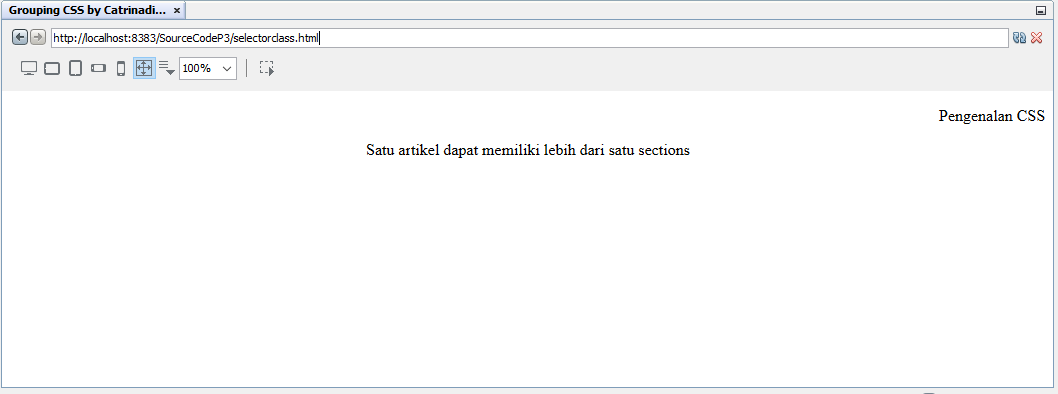 Grouping CSS by Catrinadi...
http://localhost:8383/SourceCodeP3/selectorclass.html
100%
Pengenalan CSS
Satu artikel dapat memiliki lebih dari satu sections